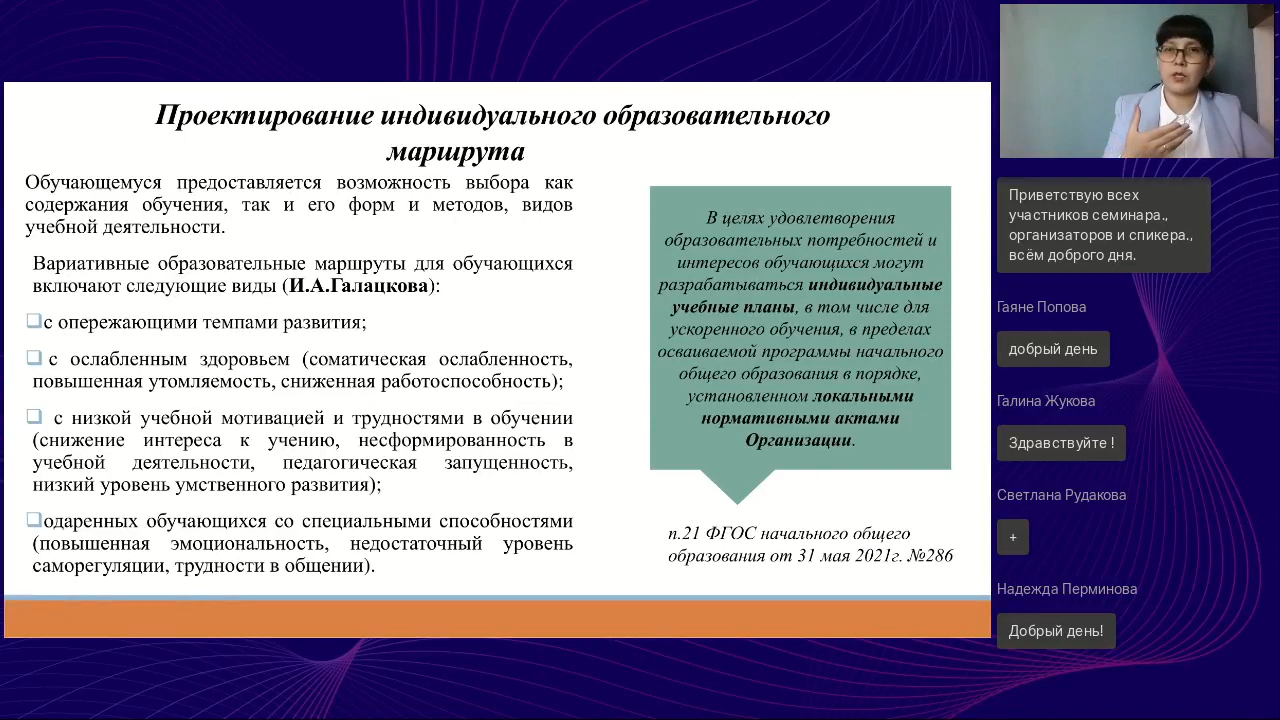 Проектирование индивидуального образовательного
маршрута
Обучающемуся предоставляется возможность выбора как
содержания обучения, так и его форм и методов, видов
учебной деятельности.
Вариативные образовательные маршруты для обучающихся
включают следующие виды (И.А.Галацкова):
с опережающими темпами развития;
с ослабленным здоровьем (соматическая ослабленность,
повышенная утомляемость, сниженная работоспособность);
с низкой учебной мотивацией и трудностями в обучении
(снижение интереса к учению, несформированность в
учебной деятельности, педагогическая запущенность,
низкий уровень умственного развития);
одаренных обучающихся со специальными способностями
(повышенная эмоциональность, недостаточный уровень
саморегуляции, трудности в общении).
В целях удовлетворения
образовательных потребностей и
интересов обучающихся могут
разрабатываться индивидуальные
учебные планы, в том числе для
ускоренного обучения, в пределах
осваиваемой программы начального
общего образования в порядке,
установленном локальными
нормативными актами
Организации.
п.21 ФГОС начального общего
образования от 31 мая 2021г. №286
Приветствую всех
участников семинара.,
организаторов и спикера.,
всём доброго дня.
Гаяне Попова
добрый день
Галина Жукова
Здравствуйте !
Светлана Рудакова
+
Надежда Перминова
Добрый день!